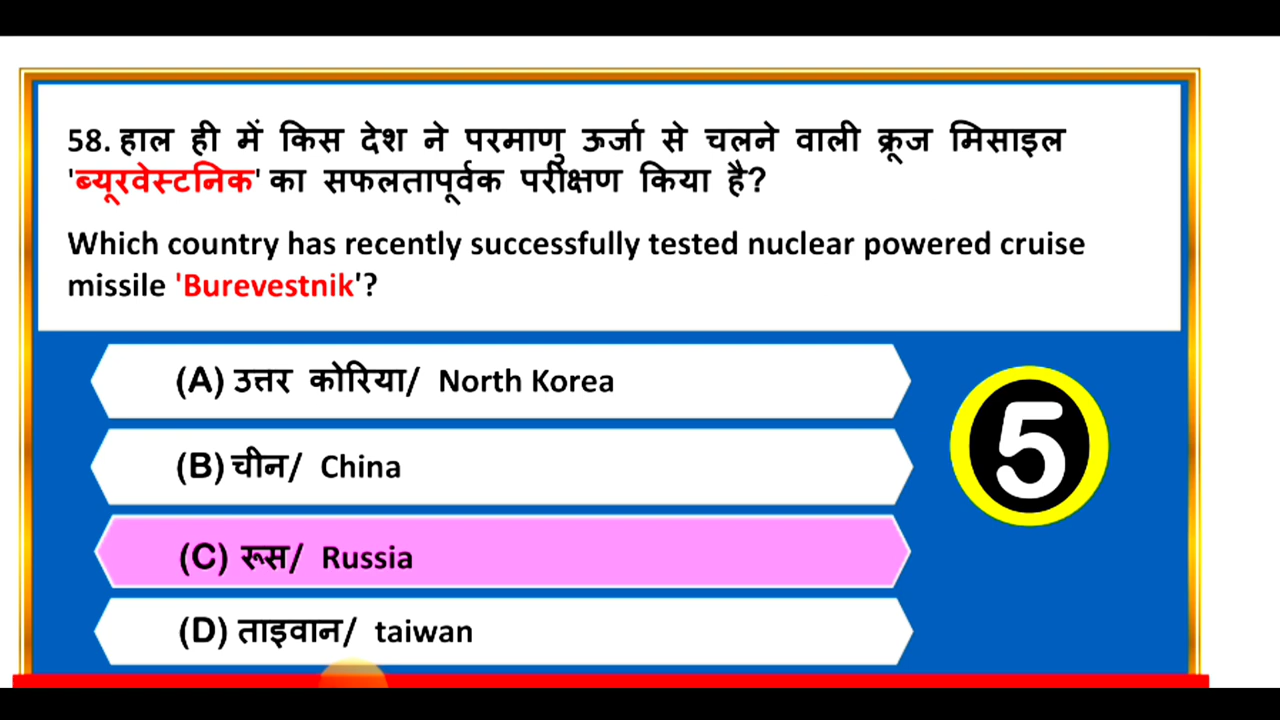 58. हाल ही में किस देश ने परमाणु ऊर्जा से चलने वाली क्रूज मिसाइल
'ब्यूरवेस्टनिक' का सफलतापूर्वक परीक्षण किया है?
Which country has recently successfully tested nuclear powered cruise
missile 'Burevestnik'?
(A) उत्तर कोरिया/ North Korea
(B) चीन/ China
5
(C) रूस/ Russia
(D) ताइवान/ taiwan